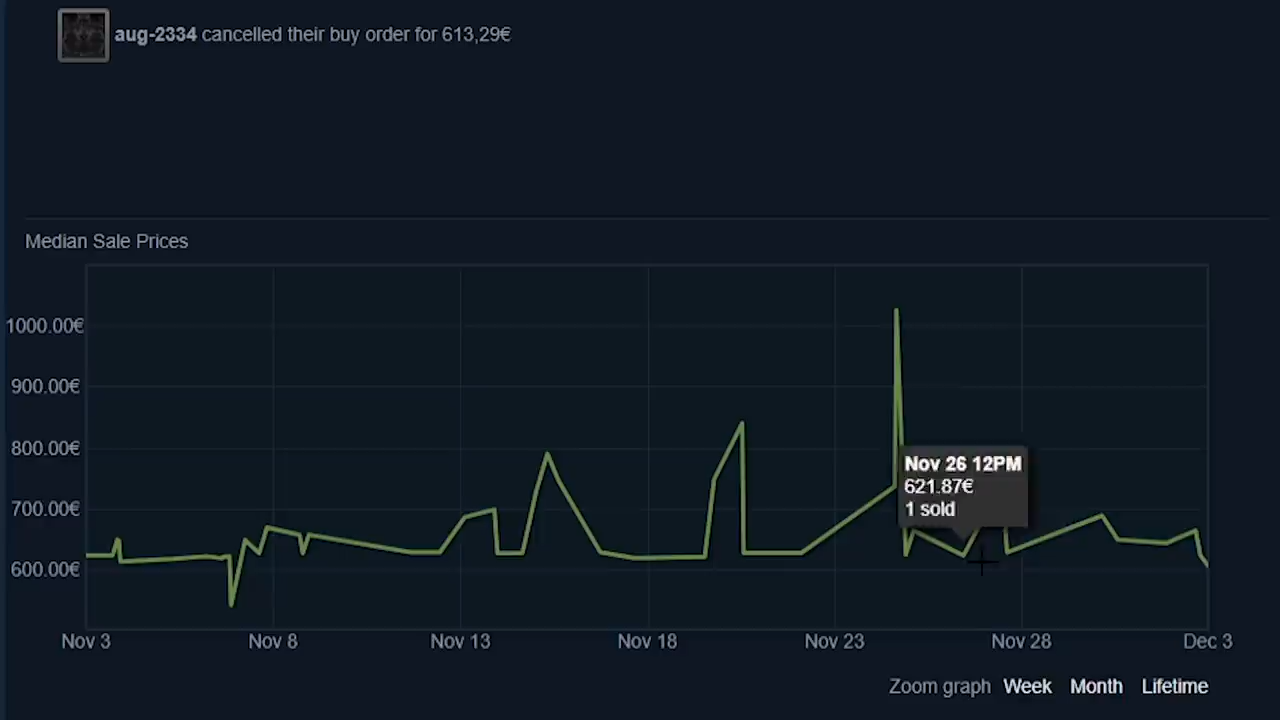 aug-2334 cancelled their buy order for 613,29€
Median Sale Prices
1000.00€
900.00€
800.00€
700.00€
600.00€
Nov 26 12PM
621.87€
1 sold
Nov 3 Nov 8 Nov 13 Nov 18 Nov 23 Nov 28 Dec 3
Zoom graph Week Month Lifetime